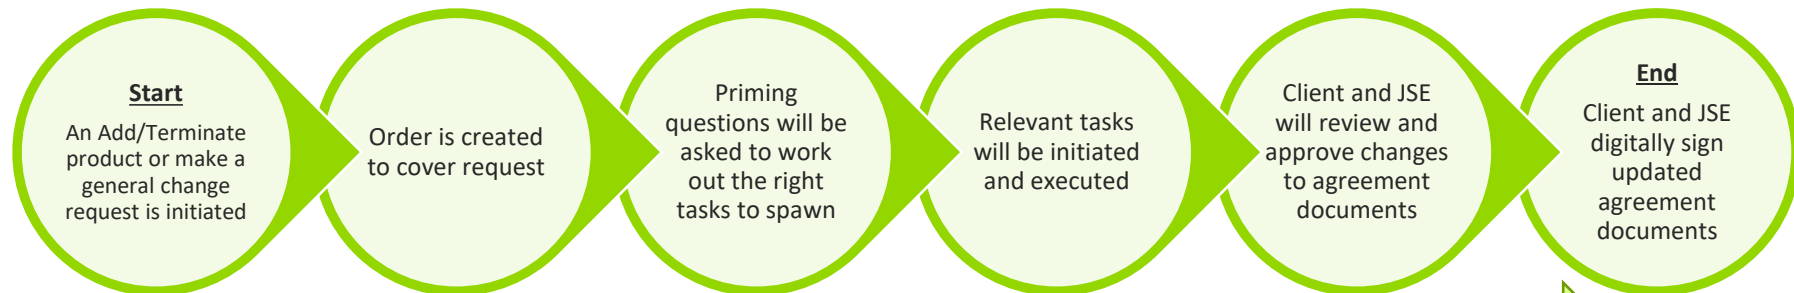 Start
An Add/Terminate
product or make a
general change
request is initiated
Order is created
to cover request
Priming
questions will be
asked to work
out the right
tasks to spawn
Relevant tasks
will be initiated
and executed
Client and JSE
will review and
approve changes
to agreement
documents
End
Client and JSE
digitally sign
updated
agreement
documents